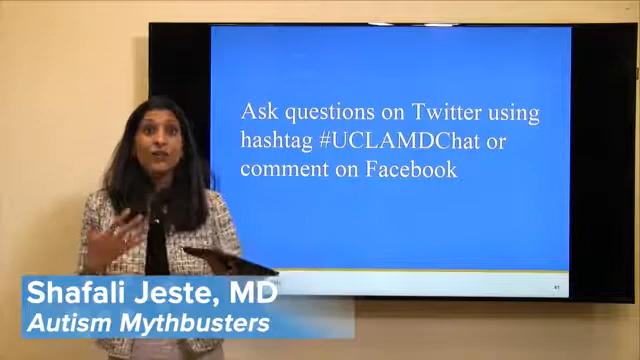 Ask questions on Twitter using
hashtag #UCLAMDChat or
comment on Facebook
41
Shafali Jeste, MD
Autism Mythbusters